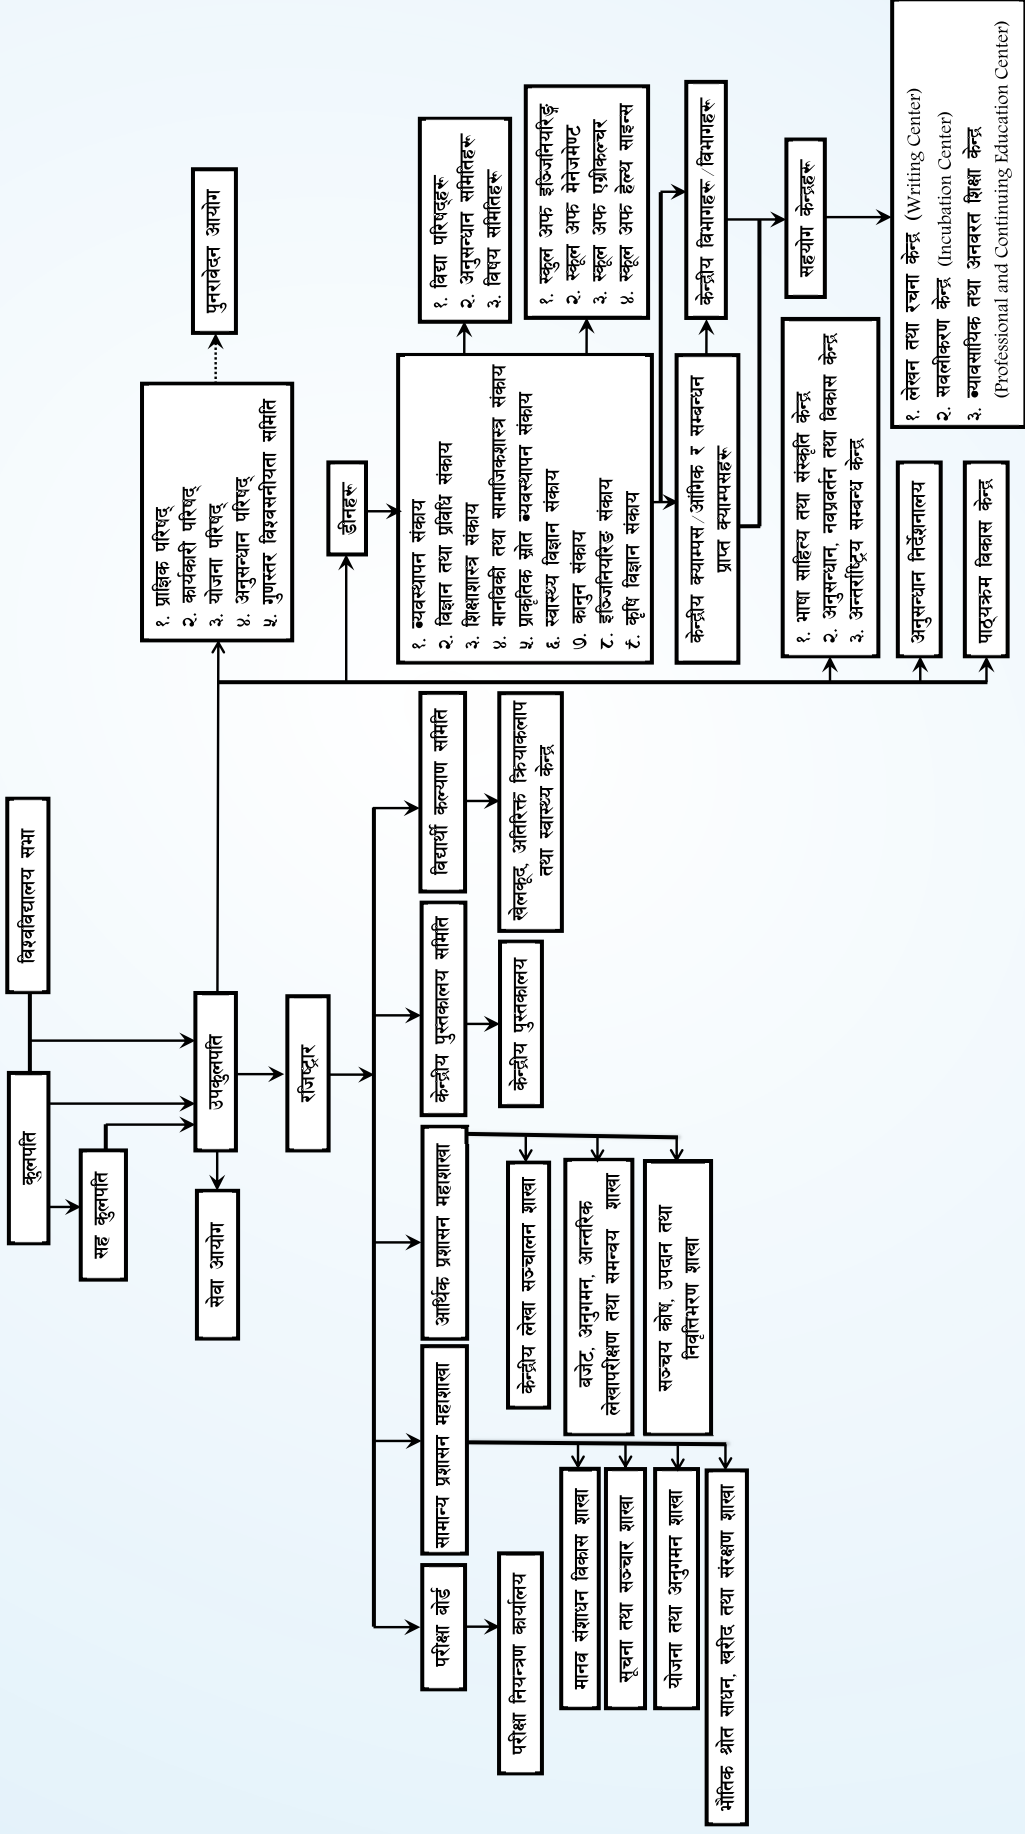 विश्वविद्यालय सभा
कुलपति
सह कुलपति
उपकुलपति
सेवा आयोग
रजिष्ट्रार
१. प्राज्ञिक परिषद्
२. कार्यकारी परिषद्
३. योजना परिषद्
४. अनुसन्धान परिषद्
५. गुणस्तर विश्वसनीयता समिति
पुनरावेदन आयोग
परीक्षा बोर्ड
परीक्षा नियन्त्रण कार्यालय
सामान्य प्रशासन महाशाखा
मानव संशाधन विकास शाखा
सूचना तथा सञ्चार शाखा
योजना तथा अनुगमन शाखा
भौतिक श्रोत साधन, खरीद तथा संरक्षण शाखा
आर्थिक प्रशासन महाशाखा
केन्द्रीय लेखा सञ्चालन शाखा
बजेट, अनुगमन, आन्तरिक
लेखापरीक्षण तथा समन्वय शाखा
सञ्चय कोष, उपदान तथा
निवृत्तिभरण शाखा
केन्द्रीय पुस्तकालय समिति
केन्द्रीय पुस्तकालय
विद्यार्थी कल्याण समिति
खेलकूद, अतिरिक्त क्रियाकलाप
तथा स्वास्थ्य केन्द्र
डीनहरू
१. व्यवस्थापन संकाय
२. विज्ञान तथा प्रविधि संकाय
३. शिक्षाशास्त्र संकाय
४. मानविकी तथा सामाजिकशास्त्र संकाय
५. प्राकृतिक स्रोत व्यवस्थापन संकाय
६. स्वास्थ्य विज्ञान संकाय
७. कानुन संकाय
८. इञ्जिनियरिङ संकाय
९. कृषि विज्ञान संकाय
१. विद्या परिषद्हरू
२. अनुसन्धान समितिहरू
३. विषय समितिहरू
१. स्कुल अफ इञ्जिनियरिङ्ग
२. स्कूल अफ मेनेजमेण्ट
३. स्कूल अफ एग्रीकल्चर
४. स्कूल अफ हेल्थ साइन्स
केन्द्रीय क्याम्पस/आंगिक र सम्बन्धन
प्राप्त क्याम्पसहरू
केन्द्रीय विभागहरू/विभागहरू
सहयोग केन्द्रहरू
१. लेखन तथा रचना केन्द्र (Writing Center)
२. सवलीकरण केन्द्र (Incubation Center)
३. व्यावसायिक तथा अनवरत शिक्षा केन्द्र
(Professional and Continuing Education Center)
१. भाषा साहित्य तथा संस्कृति केन्द्र
२. अनुसन्धान, नवप्रवर्तन तथा विकास केन्द्र
३. अन्तर्राष्ट्रिय सम्बन्ध केन्द्र
अनुसन्धान निर्देशनालय
पाठ्यक्रम विकास केन्द्र